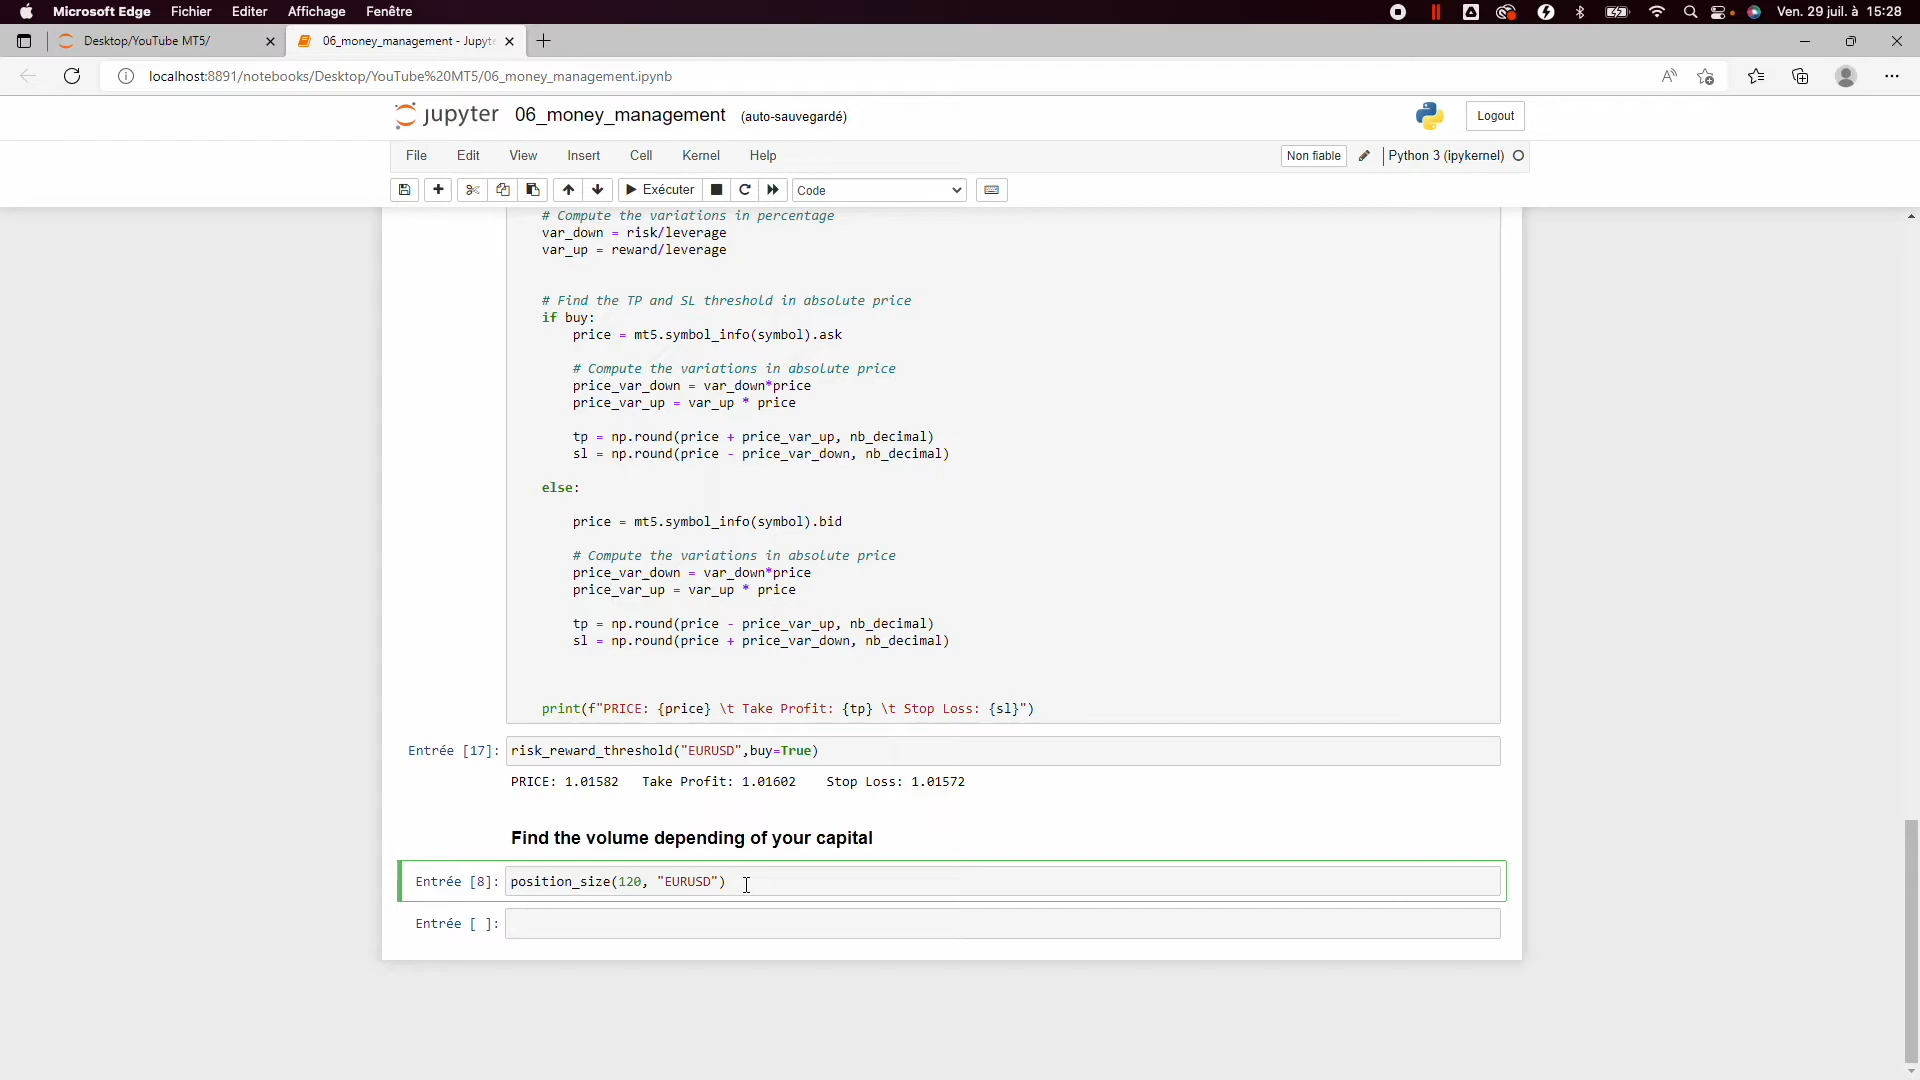 Microsoft Edge Fichier Editer Affichage Fenêtre Ven. 29 juil. à 15:28
Desktop/YouTube MT5/ 06_money_management - Jupyte
localhost:8891/notebooks/Desktop/YouTube%20MT5/06_money_management.ipynb
jupyter 06_money_management (auto-sauvegardé) Logout
File Edit View Insert Cell Kernel Help Non fiable Python 3 (ipykernel)
Exécuter Code
# Compute the variations in percentage
var_down = risk/leverage
var_up = reward/leverage
# Find the TP and SL threshold in absolute price
if buy:
price = mt5.symbol_info(symbol).ask
# Compute the variations in absolute price
price_var_down = var_down*price
price_var_up = var_up * price
tp = np.round(price + price_var_up, nb_decimal)
sl = np.round(price - price_var_down, nb_decimal)
else:
price = mt5.symbol_info(symbol).bid
# Compute the variations in absolute price
price_var_down = var_down*price
price_var_up = var_up * price
tp = np.round(price - price_var_up, nb_decimal)
sl = np.round(price + price_var_down, nb_decimal)
print(f"PRICE: {price} \t Take Profit: {tp} \t Stop Loss: {sl}")
Entrée [17]: risk_reward_threshold("EURUSD",buy=True)
PRICE: 1.01582 Take Profit: 1.01602 Stop Loss: 1.01572
Find the volume depending of your capital
Entrée [8]: position_size(120, "EURUSD")
Entrée [ ]: